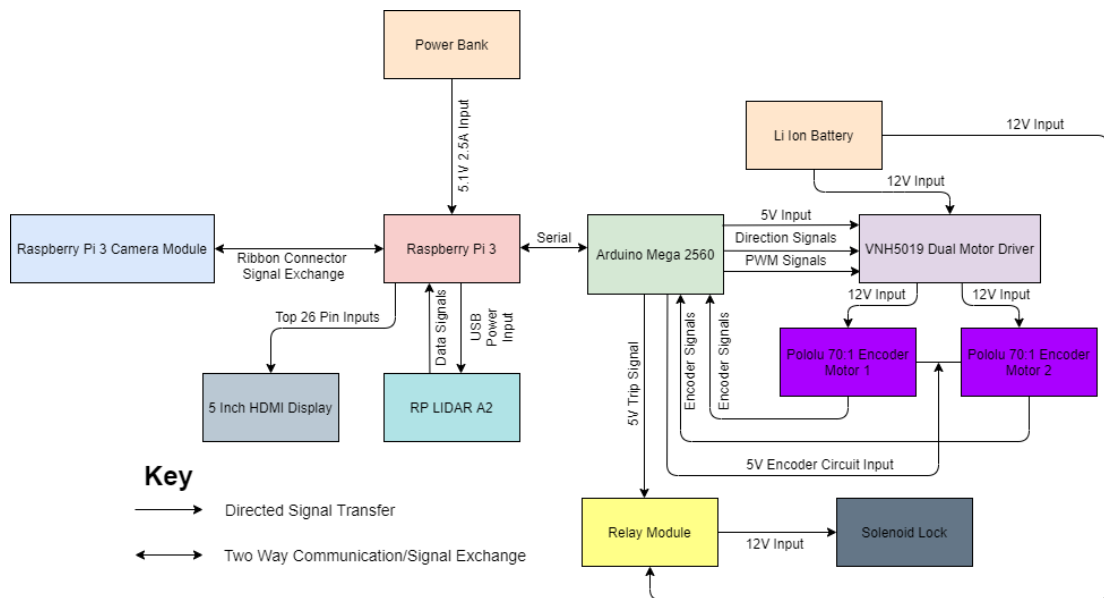 Power Bank
5.1V 2.5A Input
Li Ion Battery
12V Input
12V Input
Raspberry Pi 3 Camera Module
Ribbon Connector
Signal Exchange
Raspberry Pi 3
Serial
Arduino Mega 2560
5V Input
Direction Signals
PWM Signals
VNH5019 Dual Motor Driver
12V Input
12V Input
Top 26 Pin Inputs
Data Signals
USB
Power
Input
5V Trip Signal
Encoder Signals
Encoder Signals
Pololu 70:1 Encoder
Motor 1
Pololu 70:1 Encoder
Motor 2
5 Inch HDMI Display
RP LIDAR A2
5V Encoder Circuit Input
Key
Directed Signal Transfer
Two Way Communication/Signal Exchange
Relay Module
12V Input
Solenoid Lock